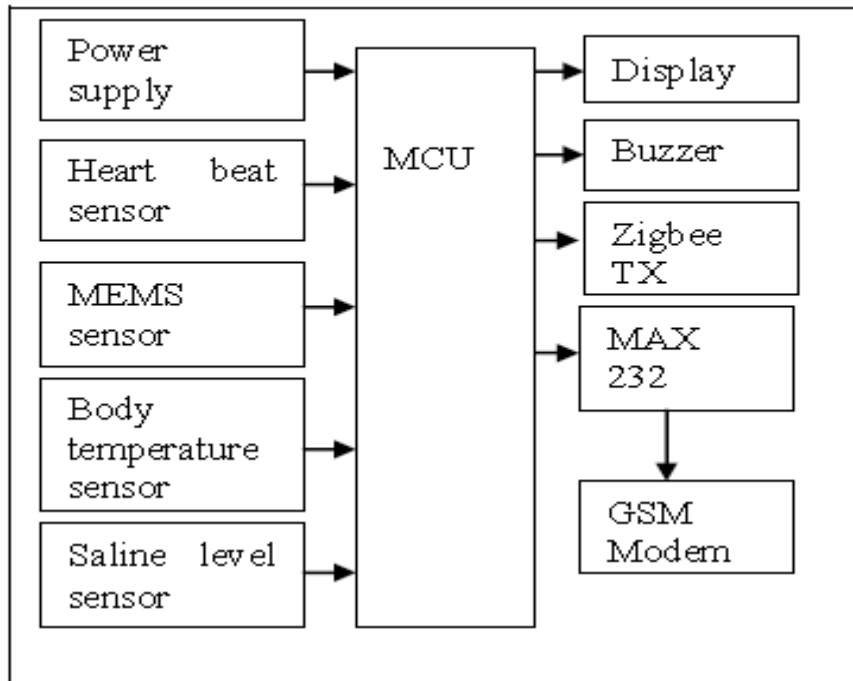 Power
supply
Heart beat
sensor
MEMS
sensor
Body
temperature
sensor
Saline level
sensor
MCU
Display
Buzzer
Zigbee
TX
MAX
232
GSM
Modem